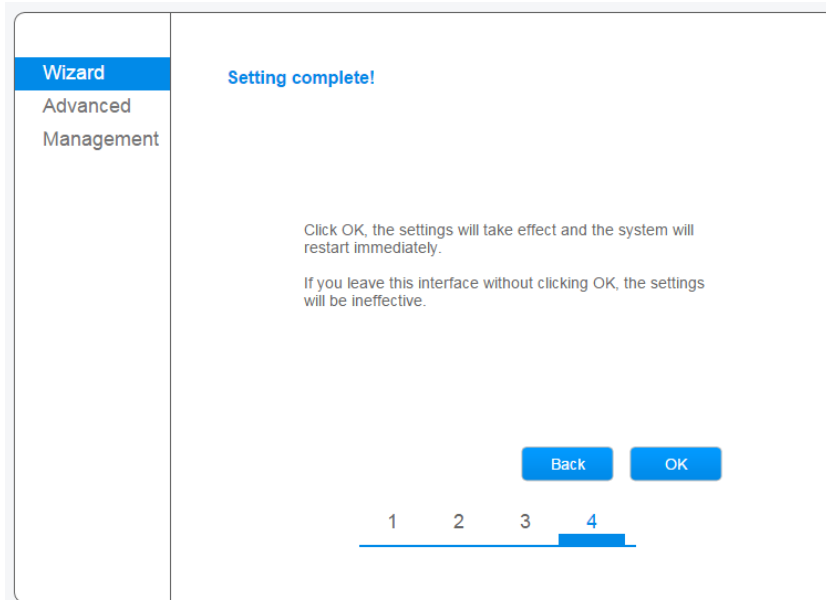 Wizard
Advanced
Management
Setting complete!
Click OK, the settings will take effect and the system will
restart immediately.
If you leave this interface without clicking OK, the settings
will be ineffective.
Back
OK
1 2 3 4